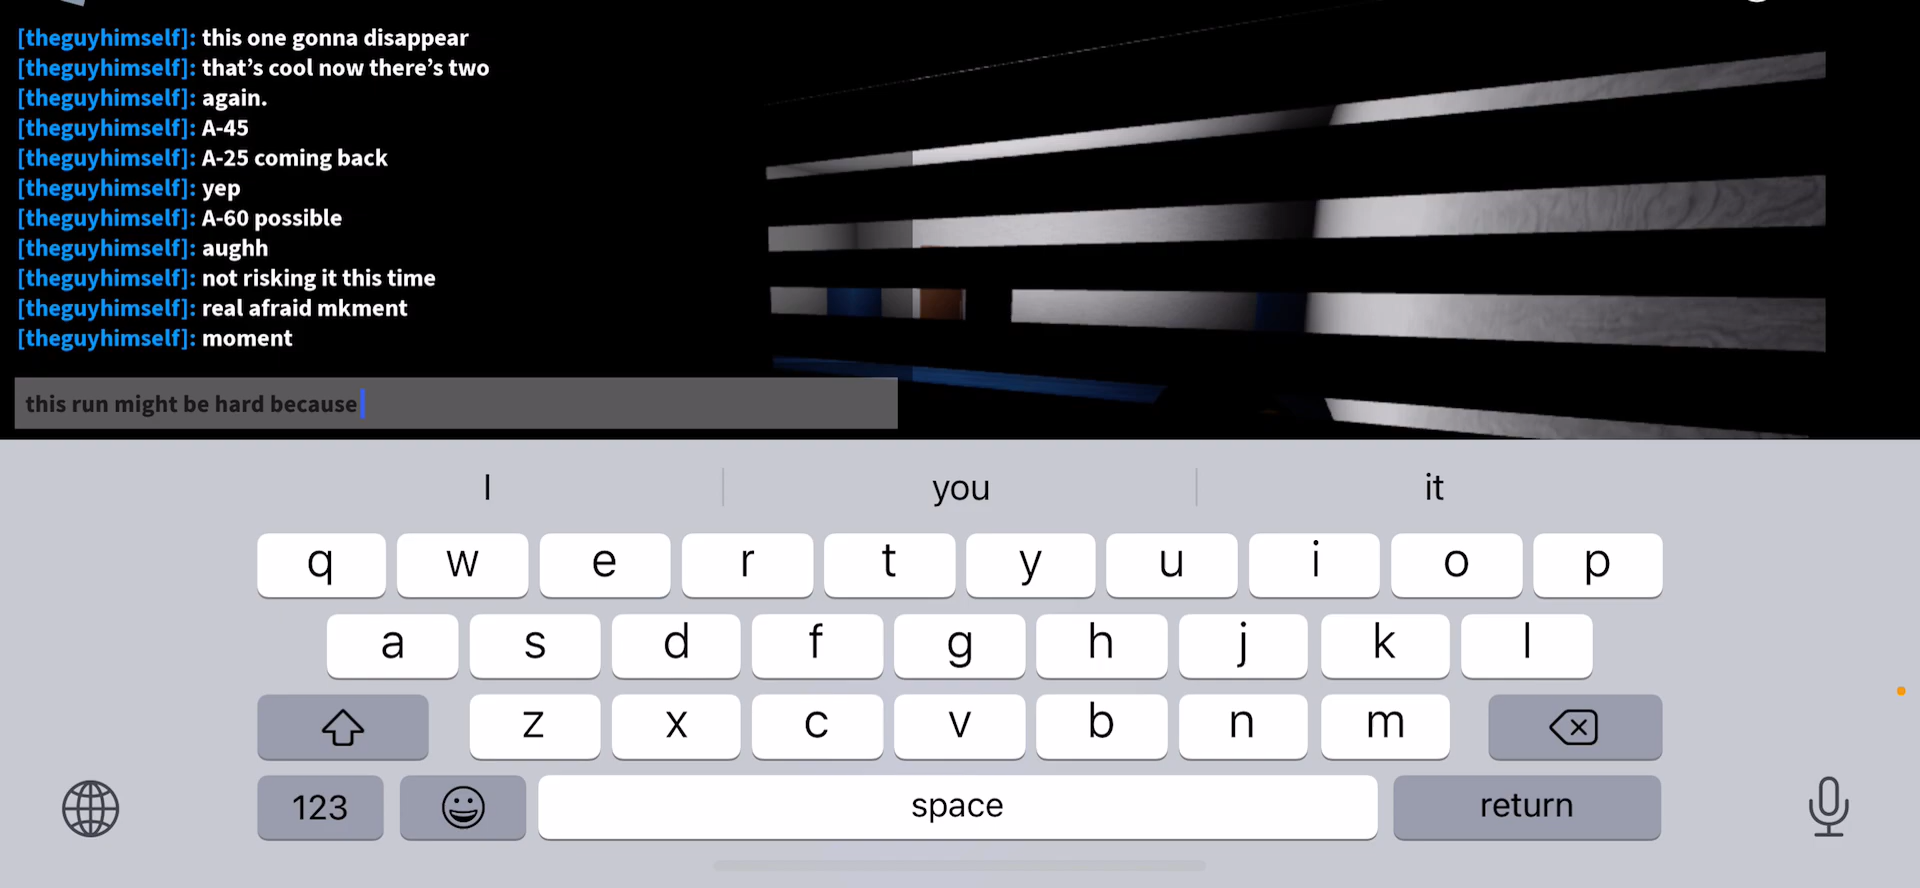 [theguyhimself]: this one gonna disappear
[theguyhimself]: that’s cool now there’s two
[theguyhimself]: again.
[theguyhimself]: A-45
[theguyhimself]: A-25 coming back
[theguyhimself]: yep
[theguyhimself]: A-60 possible
[theguyhimself]: aughh
[theguyhimself]: not risking it this time
[theguyhimself]: real afraid mkment
[theguyhimself]: moment
this run might be hard because
I you it
q w e r t y u i o p
a s d f g h j k l
z x c v b n m
123 space return